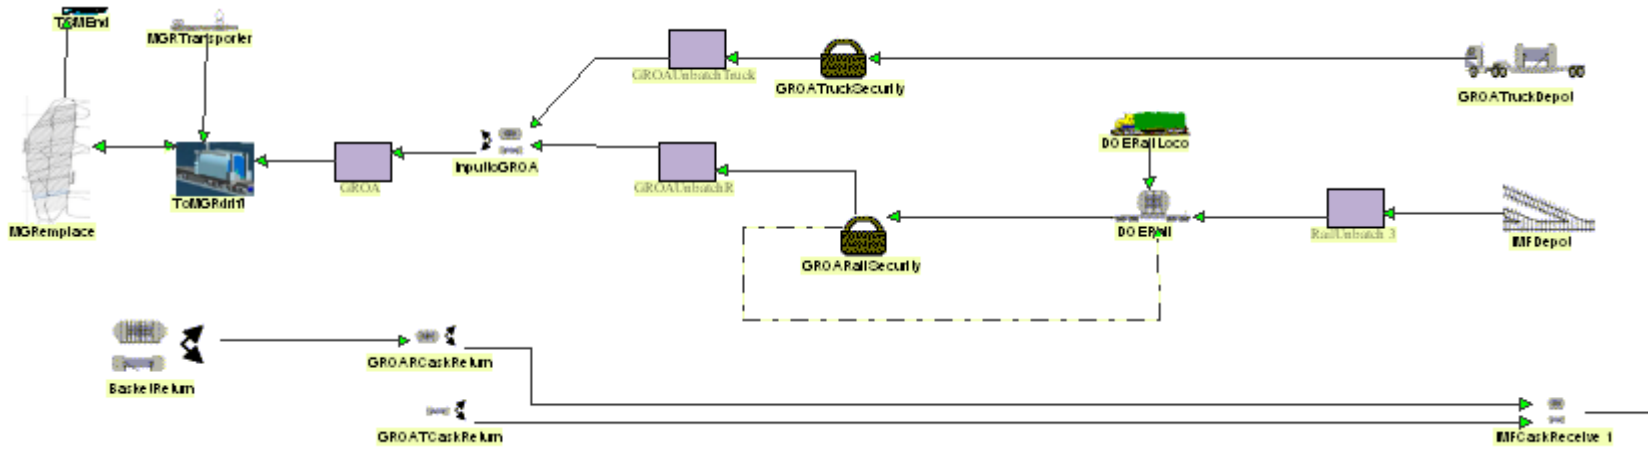 TSMEnd
MGRTransporter
GROAUnbatchTruck
GROATruckSecurity
GROATruckDepot
DOERailLoco
InputtoGROA
GROA
GROAUnbatchR
ToMGRdrift
MGRemplace
DOERail
RailUnbatch 3
IMFDepot
GROARailSecurity
GROARCaskReturn
BasketReturn
GROATCaskReturn
IMFCaskReceive 1